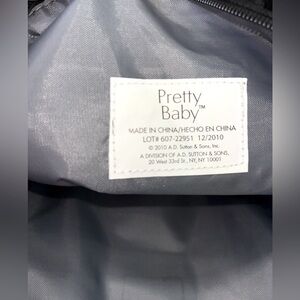 Pretty
Baby™
MADE IN CHINA/HECHO EN CHINA
LOT# 607-22951 12/2010
© 2010 A.D. Sutton & Sons, Inc.
A DIVISION OF A.D. SUTTON & SONS,
20 West 33rd St., NY, NY, 10001